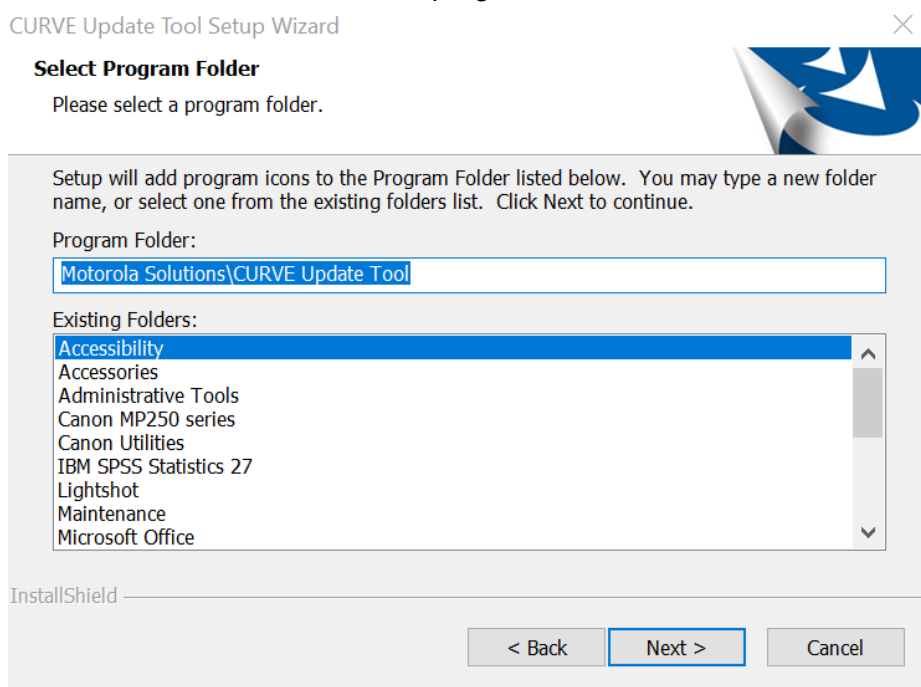 CURVE Update Tool Setup Wizard
Select Program Folder
Please select a program folder.
Setup will add program icons to the Program Folder listed below. You may type a new folder
name, or select one from the existing folders list. Click Next to continue.
Program Folder:
Motorola Solutions\CURVE Update Tool
Existing Folders:
Accessibility
Accessories
Administrative Tools
Canon MP250 series
Canon Utilities
IBM SPSS Statistics 27
Lightshot
Maintenance
Microsoft Office
InstallShield
< Back Next > Cancel